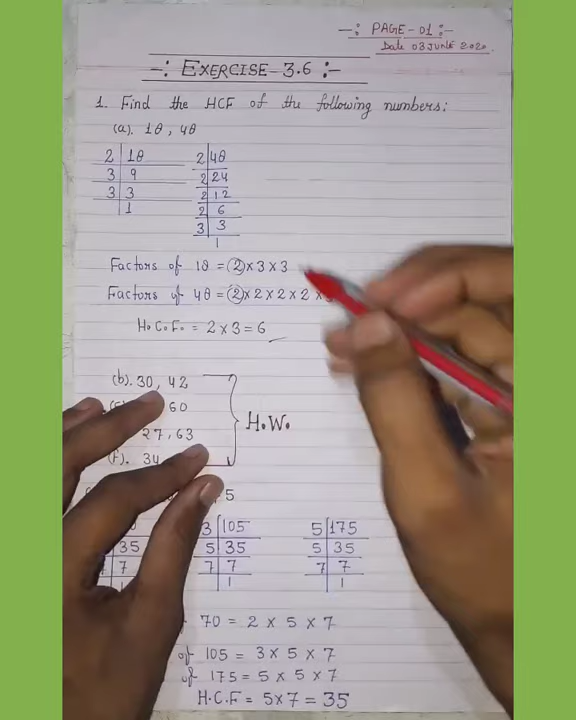 -: PAGE-01 :-
Date 03 JUNE 2020.
-: EXERCISE-3.6 :-
1. Find the HCF of the following numbers:
(a). 18, 48
2 | 18
3 | 9
3 | 3
1
2 | 48
2 | 24
2 | 12
2 | 6
3 | 3
1
Factors of 18 = 2 × 3 × 3
Factors of 48 = 2 × 2 × 2 × 2 ×
H.C.F. = 2 × 3 = 6
(b). 30, 42
60
27, 63
(f). 34
H.W.
5
35
7
1
3 | 105
5 | 35
7 | 7
1
5 | 175
5 | 35
7 | 7
1
70 = 2 × 5 × 7
of 105 = 3 × 5 × 7
of 175 = 5 × 5 × 7
H.C.F = 5×7 = 35